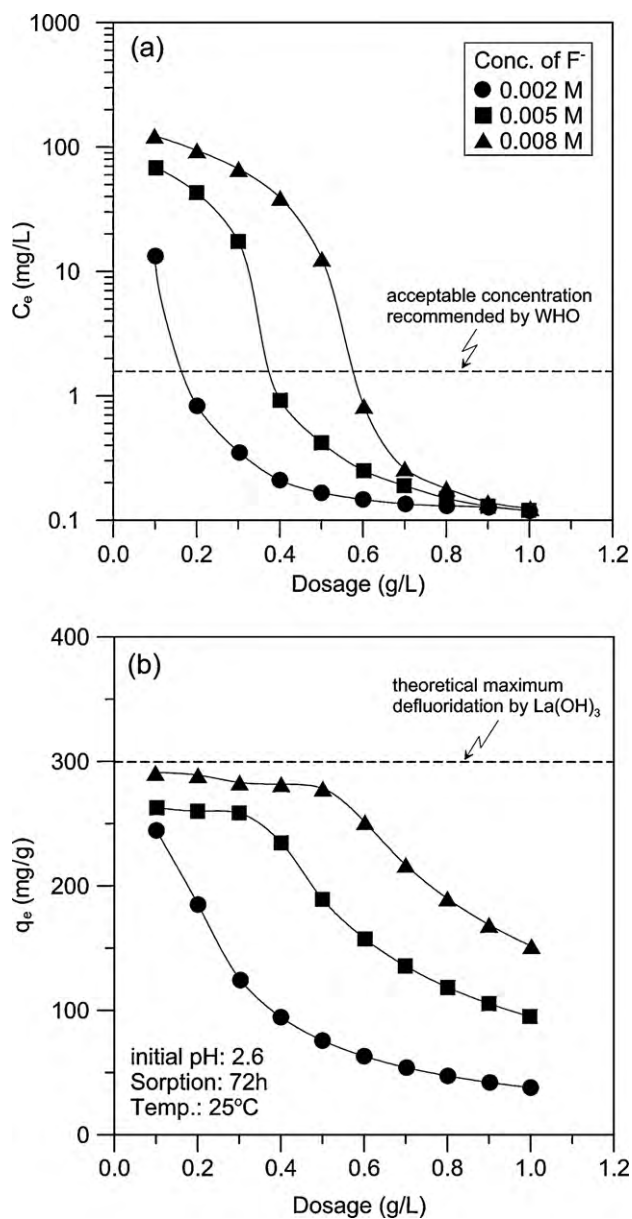 (a)
Conc. of F⁻
0.002 M
0.005 M
0.008 M
1000
100
10
1
0.1
Cₑ (mg/L)
acceptable concentration
recommended by WHO
0.0 0.2 0.4 0.6 0.8 1.0 1.2
Dosage (g/L)
(b)
400
300
200
100
0
qₑ (mg/g)
theoretical maximum
defluoridation by La(OH)₃
initial pH: 2.6
Sorption: 72h
Temp.: 25ºC
0.0 0.2 0.4 0.6 0.8 1.0 1.2
Dosage (g/L)